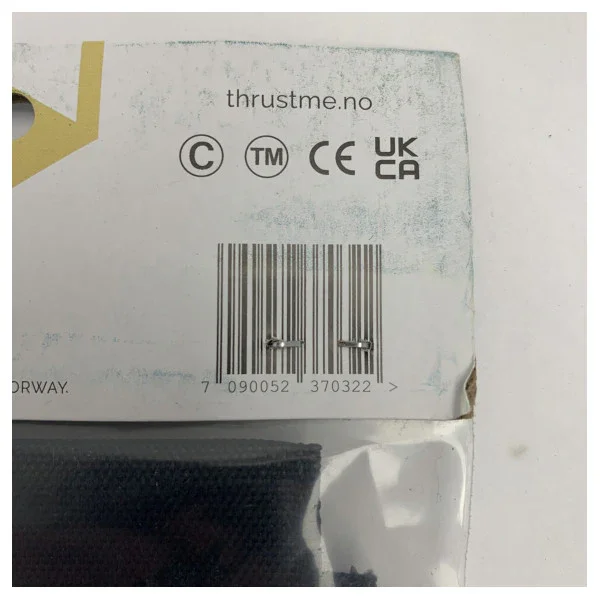 thrustme.no
© TM CE UK
CA
ORWAY.
7 090052 370322 >